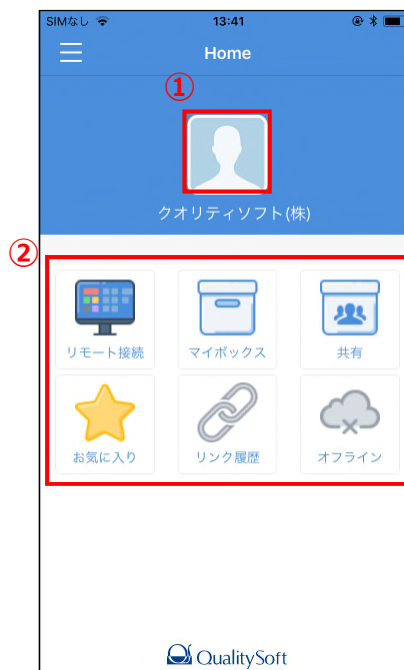 SIMなし 13:41
Home
①
クオリティソフト(株)
②
リモート接続 マイボックス 共有
お気に入り リンク履歴 オフライン
QualitySoft